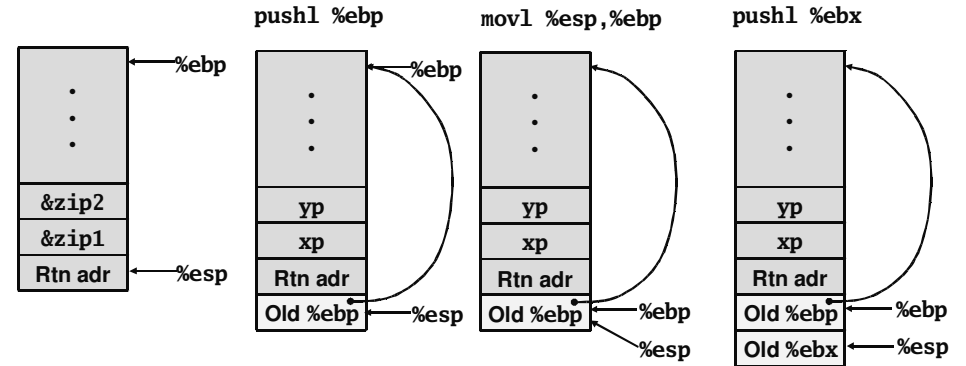 pushl %ebp
movl %esp,%ebp
pushl %ebx
%ebp
&zip2
&zip1
Rtn adr
%esp
%ebp
yp
xp
Rtn adr
Old %ebp
%esp
yp
xp
Rtn adr
Old %ebp
%ebp
%esp
yp
xp
Rtn adr
Old %ebp
%ebp
Old %ebx
%esp